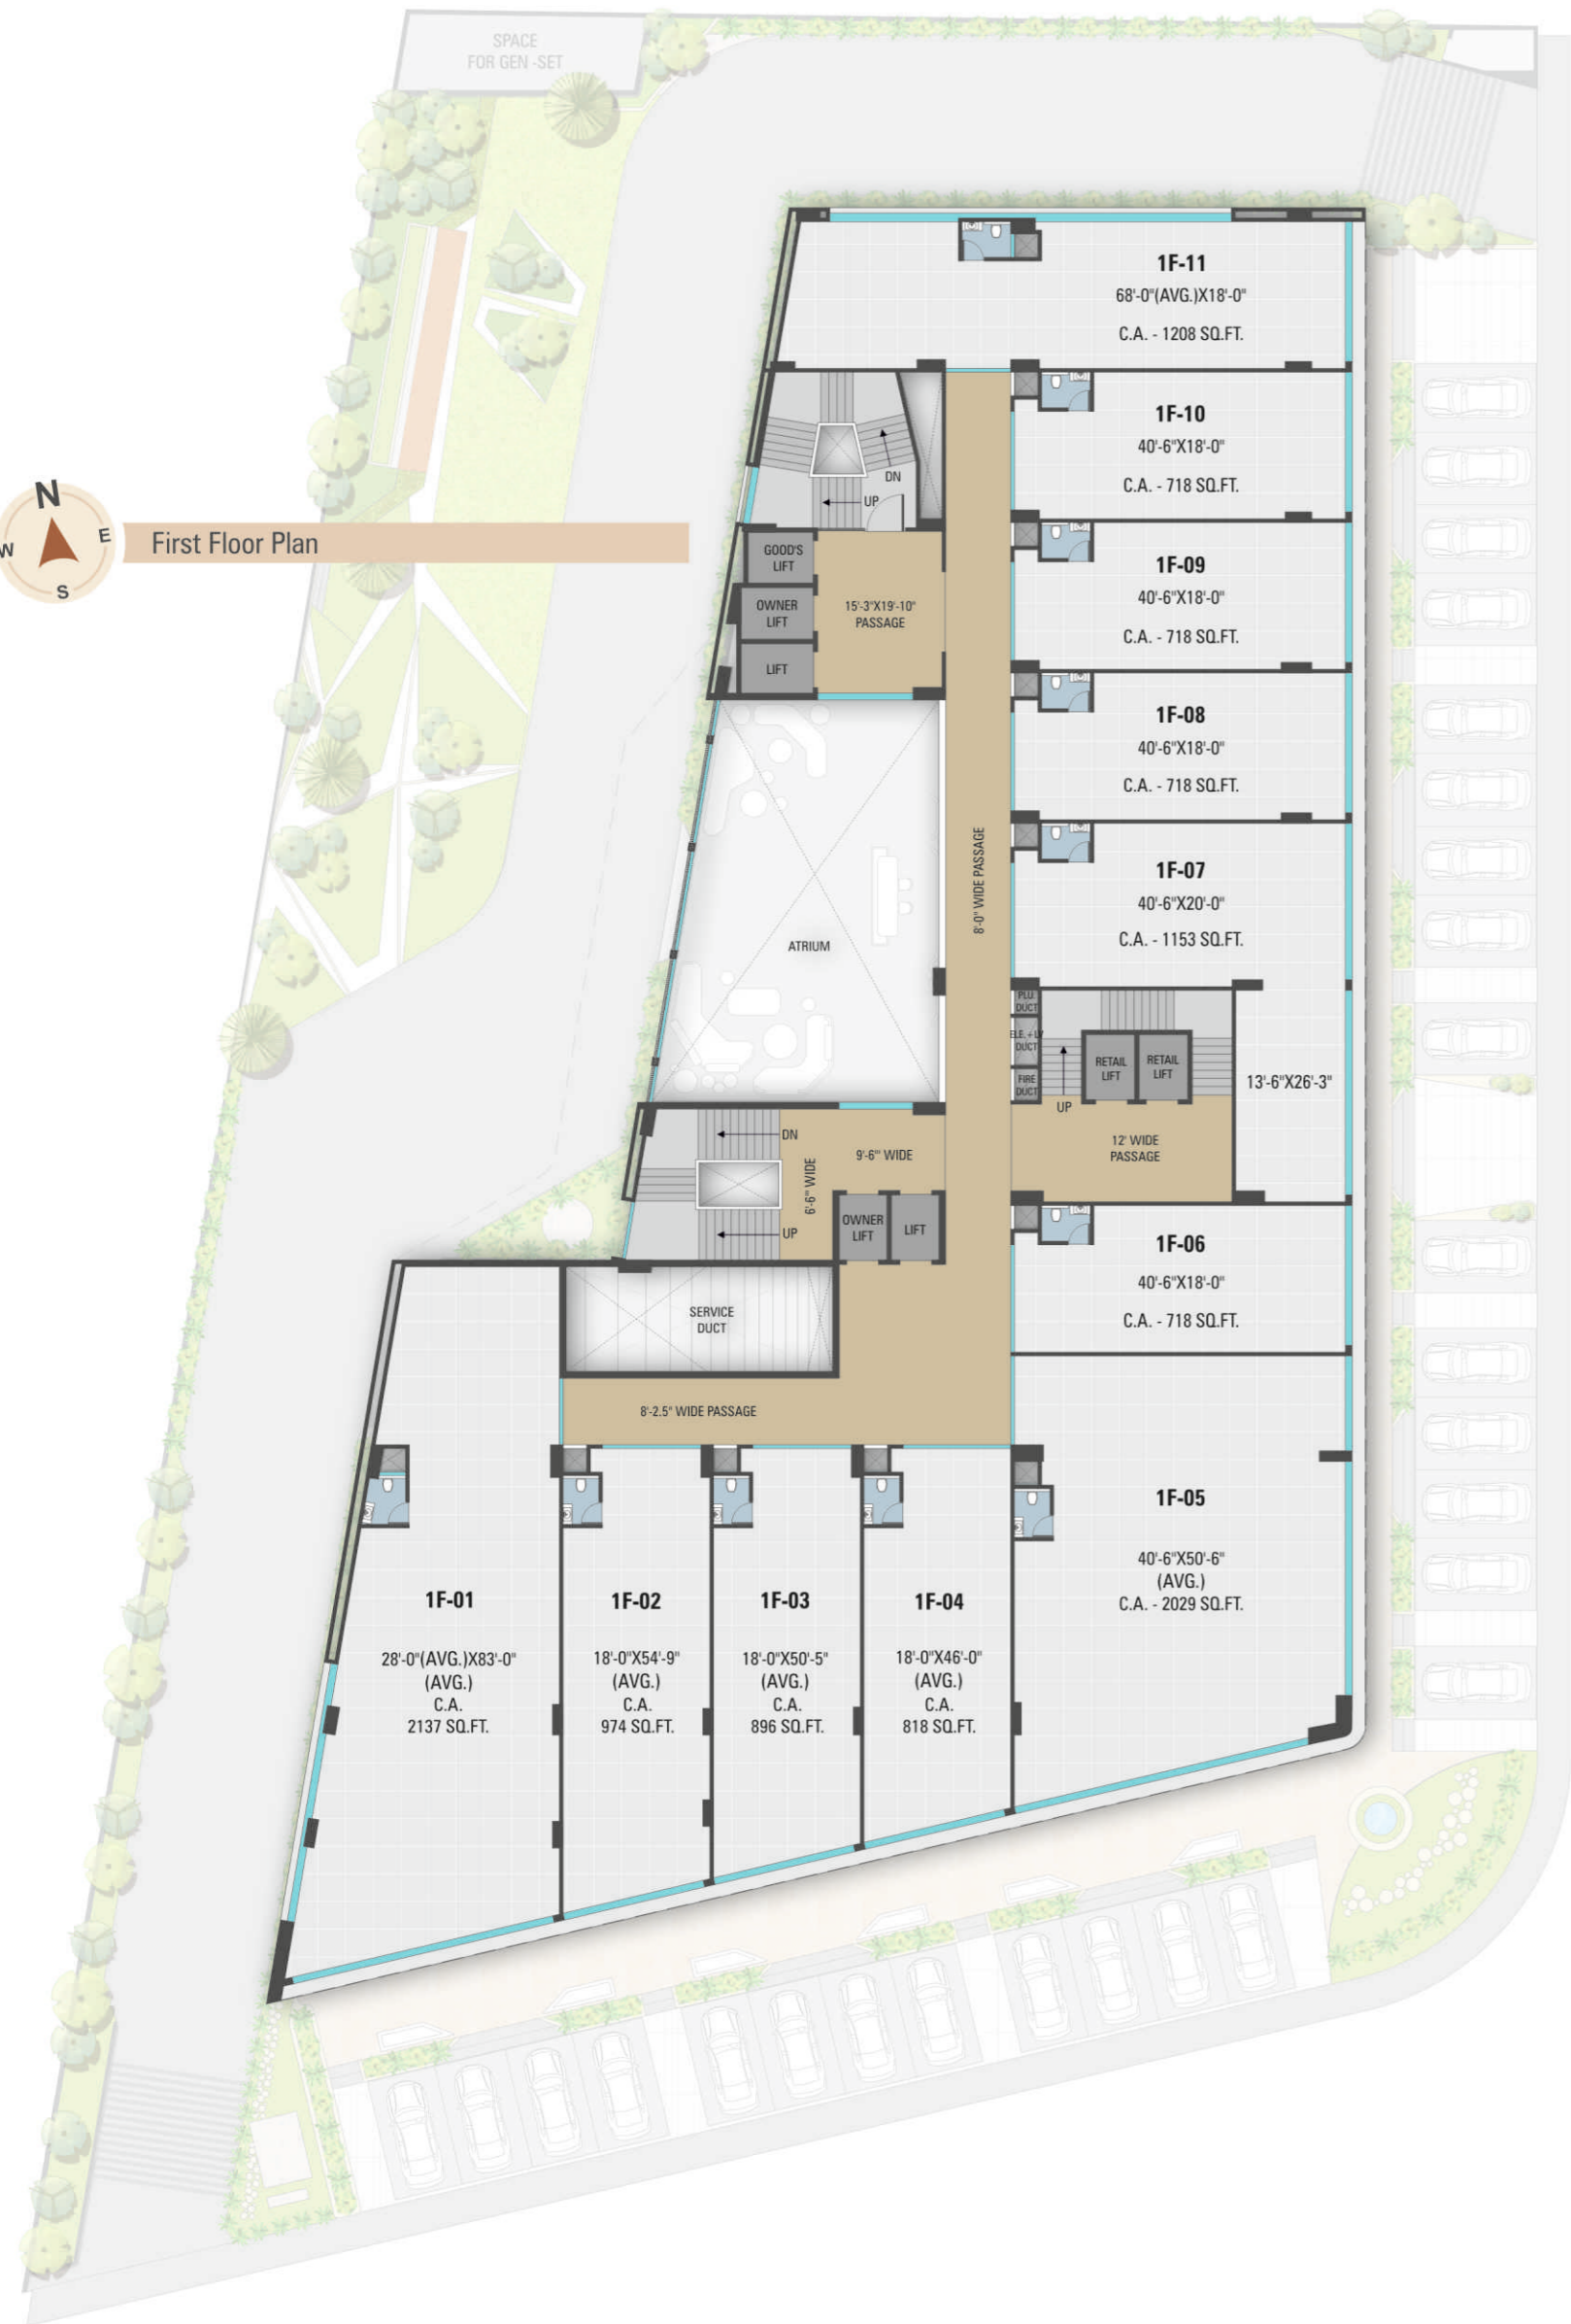 SPACE
FOR GEN -SET
N
W
E
S
First Floor Plan
1F-11
68'-0"(AVG.)X18'-0"
C.A. - 1208 SQ.FT.
1F-10
40'-6"X18'-0"
C.A. - 718 SQ.FT.
DN
UP
1F-09
40'-6"X18'-0"
C.A. - 718 SQ.FT.
GOOD'S
LIFT
OWNER
LIFT
LIFT
15'-3"X19'-10"
PASSAGE
1F-08
40'-6"X18'-0"
C.A. - 718 SQ.FT.
8'-0" WIDE PASSAGE
1F-07
40'-6"X20'-0"
C.A. - 1153 SQ.FT.
ATRIUM
PLU.
DUCT
ELE. + LV
DUCT
FIRE
DUCT
UP
RETAIL
LIFT
RETAIL
LIFT
13'-6"X26'-3"
12' WIDE
PASSAGE
DN
9'-6" WIDE
6'-6" WIDE
UP
OWNER
LIFT
LIFT
1F-06
40'-6"X18'-0"
C.A. - 718 SQ.FT.
SERVICE
DUCT
8'-2.5" WIDE PASSAGE
1F-05
40'-6"X50'-6"
(AVG.)
C.A. - 2029 SQ.FT.
1F-01
28'-0"(AVG.)X83'-0"
(AVG.)
C.A.
2137 SQ.FT.
1F-02
18'-0"X54'-9"
(AVG.)
C.A.
974 SQ.FT.
1F-03
18'-0"X50'-5"
(AVG.)
C.A.
896 SQ.FT.
1F-04
18'-0"X46'-0"
(AVG.)
C.A.
818 SQ.FT.